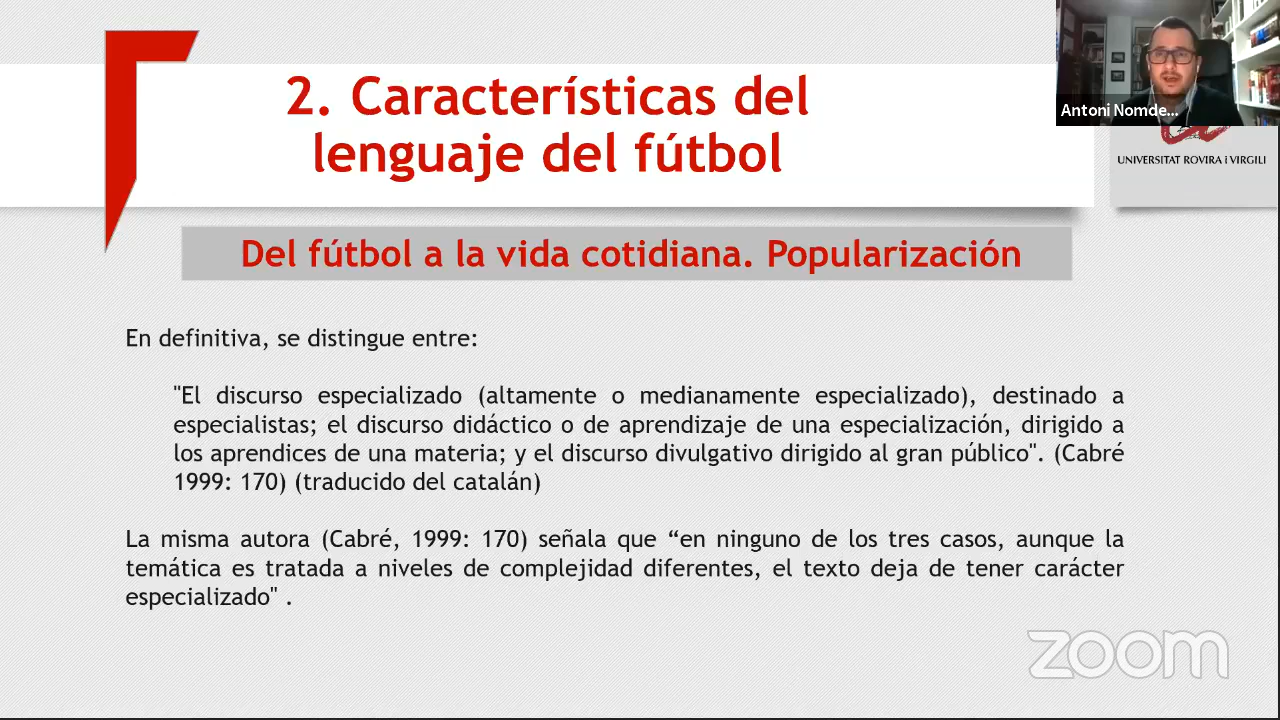 2. Características del
lenguaje del fútbol
Antoni Nomde...
UNIVERSITAT ROVIRA i VIRGILI
Del fútbol a la vida cotidiana. Popularización
En definitiva, se distingue entre:
"El discurso especializado (altamente o medianamente especializado), destinado a
especialistas; el discurso didáctico o de aprendizaje de una especialización, dirigido a
los aprendices de una materia; y el discurso divulgativo dirigido al gran público". (Cabré
1999: 170) (traducido del catalán)
La misma autora (Cabré, 1999: 170) señala que “en ninguno de los tres casos, aunque la
temática es tratada a niveles de complejidad diferentes, el texto deja de tener carácter
especializado" .
zoom